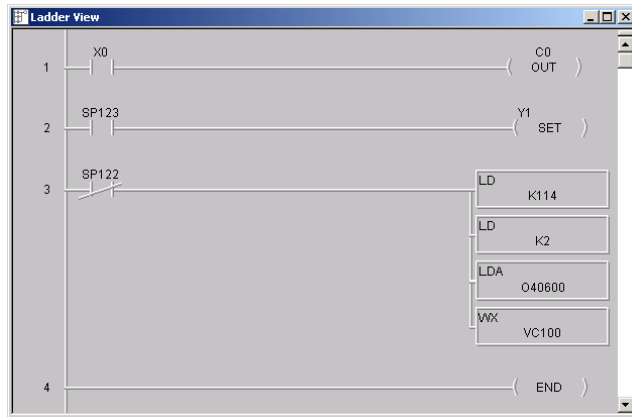 Ladder View
X0
C0
1
OUT
SP123
Y1
2
SET
SP122
3
LD
K114
LD
K2
LDA
O40600
WX
VC100
4
END